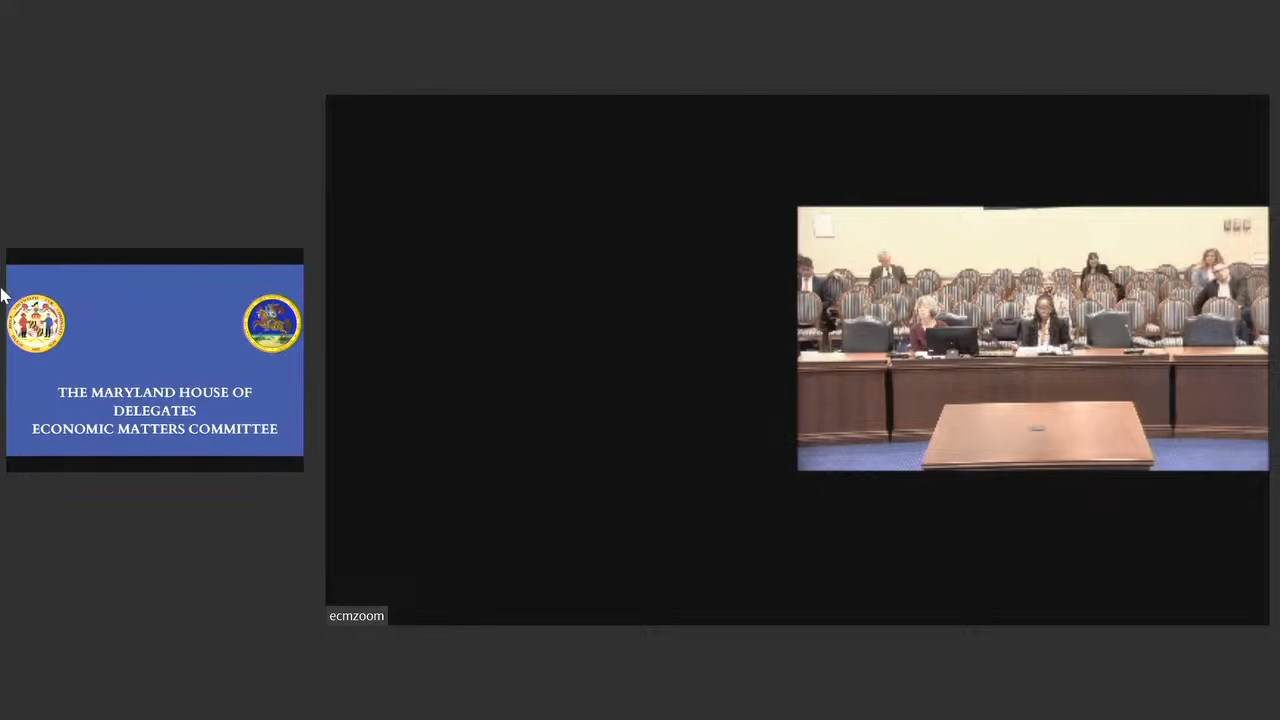 THE MARYLAND HOUSE OF
DELEGATES
ECONOMIC MATTERS COMMITTEE
ecmzoom